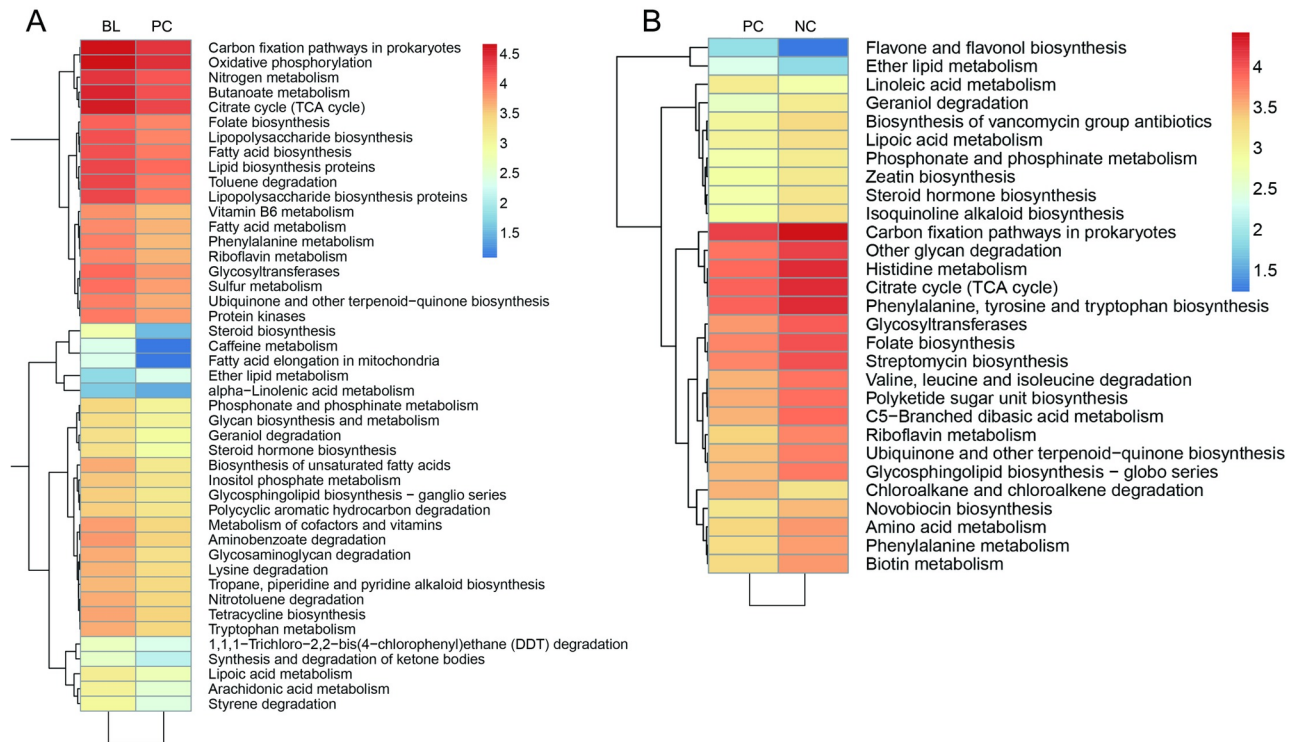 A
BL PC
Carbon fixation pathways in prokaryotes
Oxidative phosphorylation
Nitrogen metabolism
Butanoate metabolism
Citrate cycle (TCA cycle)
Folate biosynthesis
Lipopolysaccharide biosynthesis
Fatty acid biosynthesis
Lipid biosynthesis proteins
Toluene degradation
Lipopolysaccharide biosynthesis proteins
Vitamin B6 metabolism
Fatty acid metabolism
Phenylalanine metabolism
Riboflavin metabolism
Glycosyltransferases
Sulfur metabolism
Ubiquinone and other terpenoid−quinone biosynthesis
Protein kinases
Steroid biosynthesis
Caffeine metabolism
Fatty acid elongation in mitochondria
Ether lipid metabolism
alpha−Linolenic acid metabolism
Phosphonate and phosphinate metabolism
Glycan biosynthesis and metabolism
Geraniol degradation
Steroid hormone biosynthesis
Biosynthesis of unsaturated fatty acids
Inositol phosphate metabolism
Glycosphingolipid biosynthesis − ganglio series
Polycyclic aromatic hydrocarbon degradation
Metabolism of cofactors and vitamins
Aminobenzoate degradation
Glycosaminoglycan degradation
Lysine degradation
Tropane, piperidine and pyridine alkaloid biosynthesis
Nitrotoluene degradation
Tetracycline biosynthesis
Tryptophan metabolism
1,1,1−Trichloro−2,2−bis(4−chlorophenyl)ethane (DDT) degradation
Synthesis and degradation of ketone bodies
Lipoic acid metabolism
Arachidonic acid metabolism
Styrene degradation
4.5
4
3.5
3
2.5
2
1.5
B
PC NC
Flavone and flavonol biosynthesis
Ether lipid metabolism
Linoleic acid metabolism
Geraniol degradation
Biosynthesis of vancomycin group antibiotics
Lipoic acid metabolism
Phosphonate and phosphinate metabolism
Zeatin biosynthesis
Steroid hormone biosynthesis
Isoquinoline alkaloid biosynthesis
Carbon fixation pathways in prokaryotes
Other glycan degradation
Histidine metabolism
Citrate cycle (TCA cycle)
Phenylalanine, tyrosine and tryptophan biosynthesis
Glycosyltransferases
Folate biosynthesis
Streptomycin biosynthesis
Valine, leucine and isoleucine degradation
Polyketide sugar unit biosynthesis
C5−Branched dibasic acid metabolism
Riboflavin metabolism
Ubiquinone and other terpenoid−quinone biosynthesis
Glycosphingolipid biosynthesis − globo series
Chloroalkane and chloroalkene degradation
Novobiocin biosynthesis
Amino acid metabolism
Phenylalanine metabolism
Biotin metabolism
4
3.5
3
2.5
2
1.5